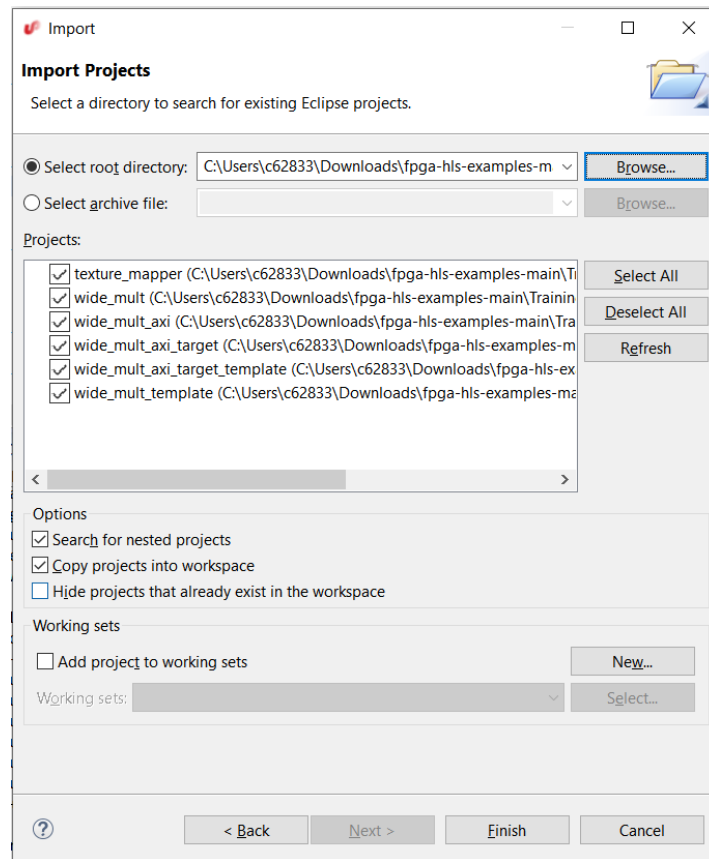 Import
Import Projects
Select a directory to search for existing Eclipse projects.
Select root directory: C:\Users\c62833\Downloads\fpga-hls-examples-m Browse...
Select archive file: Browse...
Projects:
texture_mapper (C:\Users\c62833\Downloads\fpga-hls-examples-main\Tr Select All
wide_mult (C:\Users\c62833\Downloads\fpga-hls-examples-main\Trainin
wide_mult_axi (C:\Users\c62833\Downloads\fpga-hls-examples-main\Tra Deselect All
wide_mult_axi_target (C:\Users\c62833\Downloads\fpga-hls-examples-m Refresh
wide_mult_axi_target_template (C:\Users\c62833\Downloads\fpga-hls-ex
wide_mult_template (C:\Users\c62833\Downloads\fpga-hls-examples-ma
Options
Search for nested projects
Copy projects into workspace
Hide projects that already exist in the workspace
Working sets
Add project to working sets New...
Working sets: Select...
? < Back Next > Finish Cancel